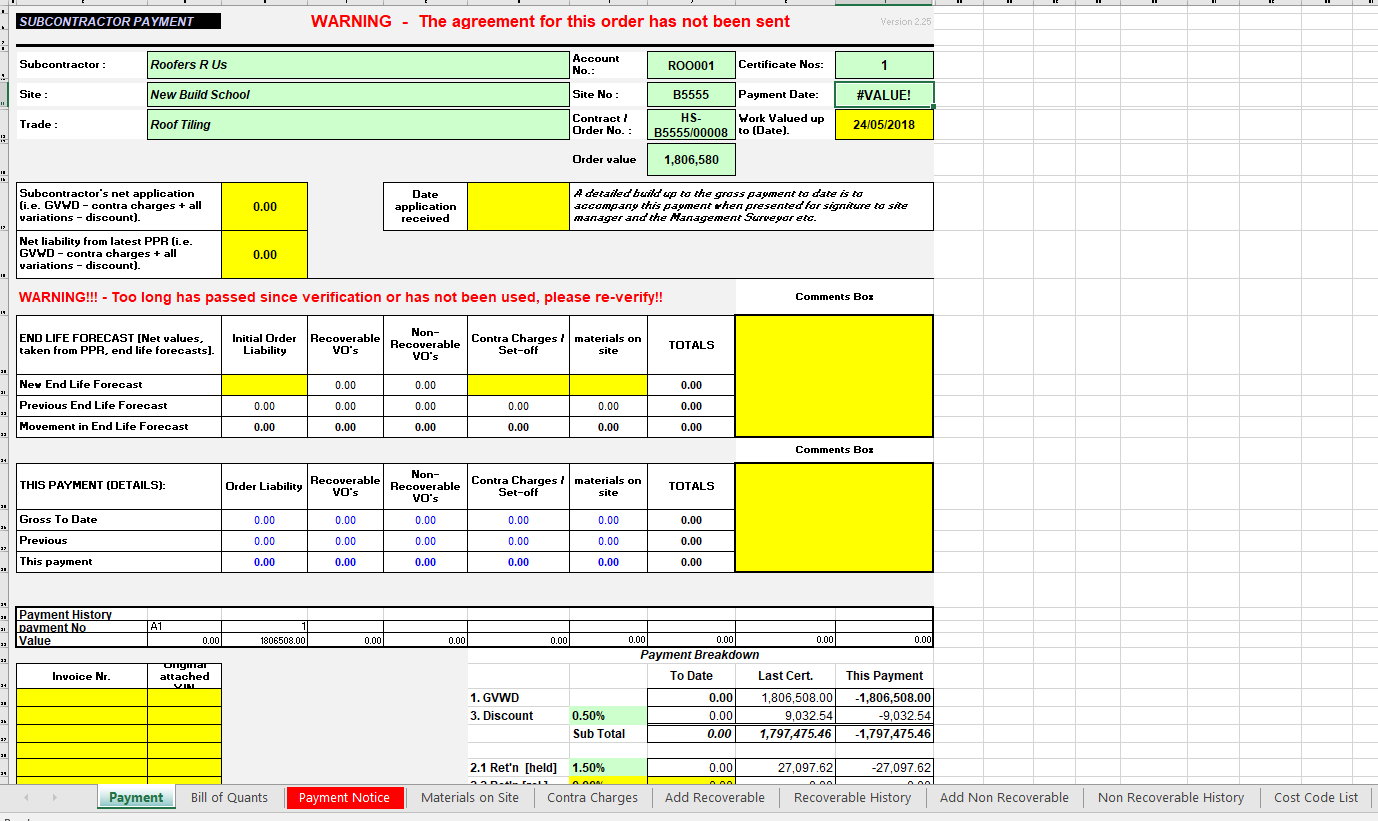 SUBCONTRACTOR PAYMENT
WARNING - The agreement for this order has not been sent
Version 2.25
Subcontractor :
Roofers R Us
Account
No.:
ROO001
Certificate Nos:
1
Site :
New Build School
Site No :
B5555
Payment Date:
#VALUE!
Trade :
Roof Tiling
Contract /
Order No. :
HS-
B5555/00008
Work Valued up
to (Date).
24/05/2018
Order value
1,806,580
Subcontractor's net application
(i.e. GVWD - contra charges + all
variations - discount).
0.00
Date
application
received
A detailed build up to the gross payment to date is to
accompany this payment when presented for signiture to site
manager and the Management Surveyor etc.
Net liability from latest PPR (i.e.
GVWD - contra charges + all
variations - discount).
0.00
WARNING!!! - Too long has passed since verification or has not been used, please re-verify!!
Comments Box
END LIFE FORECAST [Net values,
taken from PPR, end life forecasts].
Initial Order
Liability
Recoverable
VO's
Non-
Recoverable
VO's
Contra Charges /
Set-off
materials on
site
TOTALS
New End Life Forecast 0.00 0.00 0.00
Previous End Life Forecast 0.00 0.00 0.00 0.00 0.00 0.00
Movement in End Life Forecast 0.00 0.00 0.00 0.00 0.00 0.00
Comments Box
THIS PAYMENT (DETAILS):
Order Liability
Recoverable
VO's
Non-
Recoverable
VO's
Contra Charges /
Set-off
materials on
site
TOTALS
Gross To Date 0.00 0.00 0.00 0.00 0.00 0.00
Previous 0.00 0.00 0.00 0.00 0.00 0.00
This payment 0.00 0.00 0.00 0.00 0.00 0.00
Payment History
payment No A1 1
Value 0.00 1806508.00 0.00 0.00 0.00 0.00 0.00 0.00 0.00
Payment Breakdown
Invoice Nr.
Original
attached
To Date Last Cert. This Payment
1. GVWD 0.00 1,806,508.00 -1,806,508.00
3. Discount 0.50% 0.00 9,032.54 -9,032.54
Sub Total 0.00 1,797,475.46 -1,797,475.46
2.1 Ret'n [held] 1.50% 0.00 27,097.62 -27,097.62
Payment Bill of Quants Payment Notice Materials on Site Contra Charges Add Recoverable Recoverable History Add Non Recoverable Non Recoverable History Cost Code List